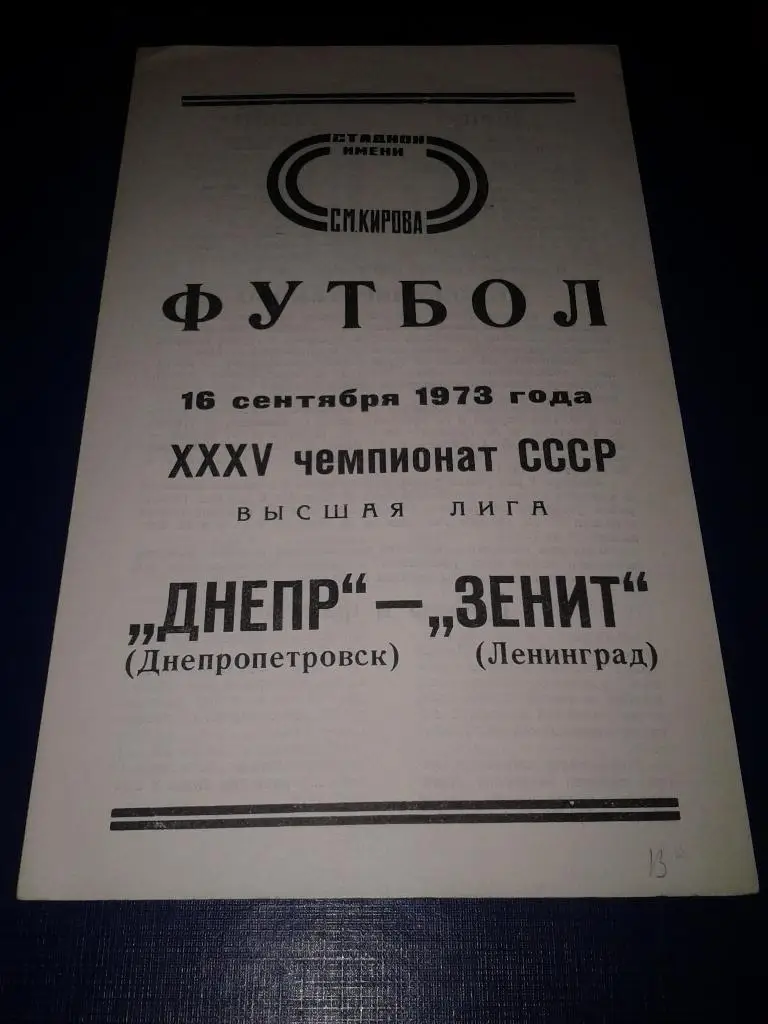 СТАДИОН
ИМЕНИ
С.М.КИРОВА
ФУТБОЛ
16 сентября 1973 года
XXXV чемпионат СССР
ВЫСШАЯ ЛИГА
„ДНЕПР“ — „ЗЕНИТ“
(Днепропетровск) (Ленинград)
13